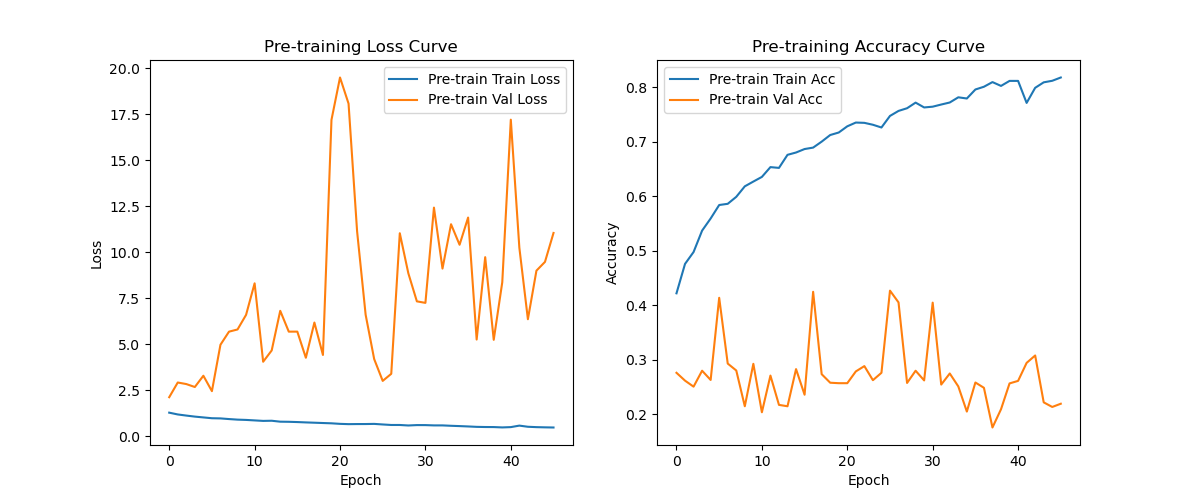 Pre-training Loss Curve
20.0
17.5
15.0
12.5
10.0
7.5
5.0
2.5
0.0
Loss
Pre-train Train Loss
Pre-train Val Loss
0 10 20 30 40
Epoch
Pre-training Accuracy Curve
0.8
0.7
0.6
0.5
0.4
0.3
0.2
Accuracy
Pre-train Train Acc
Pre-train Val Acc
0 10 20 30 40
Epoch